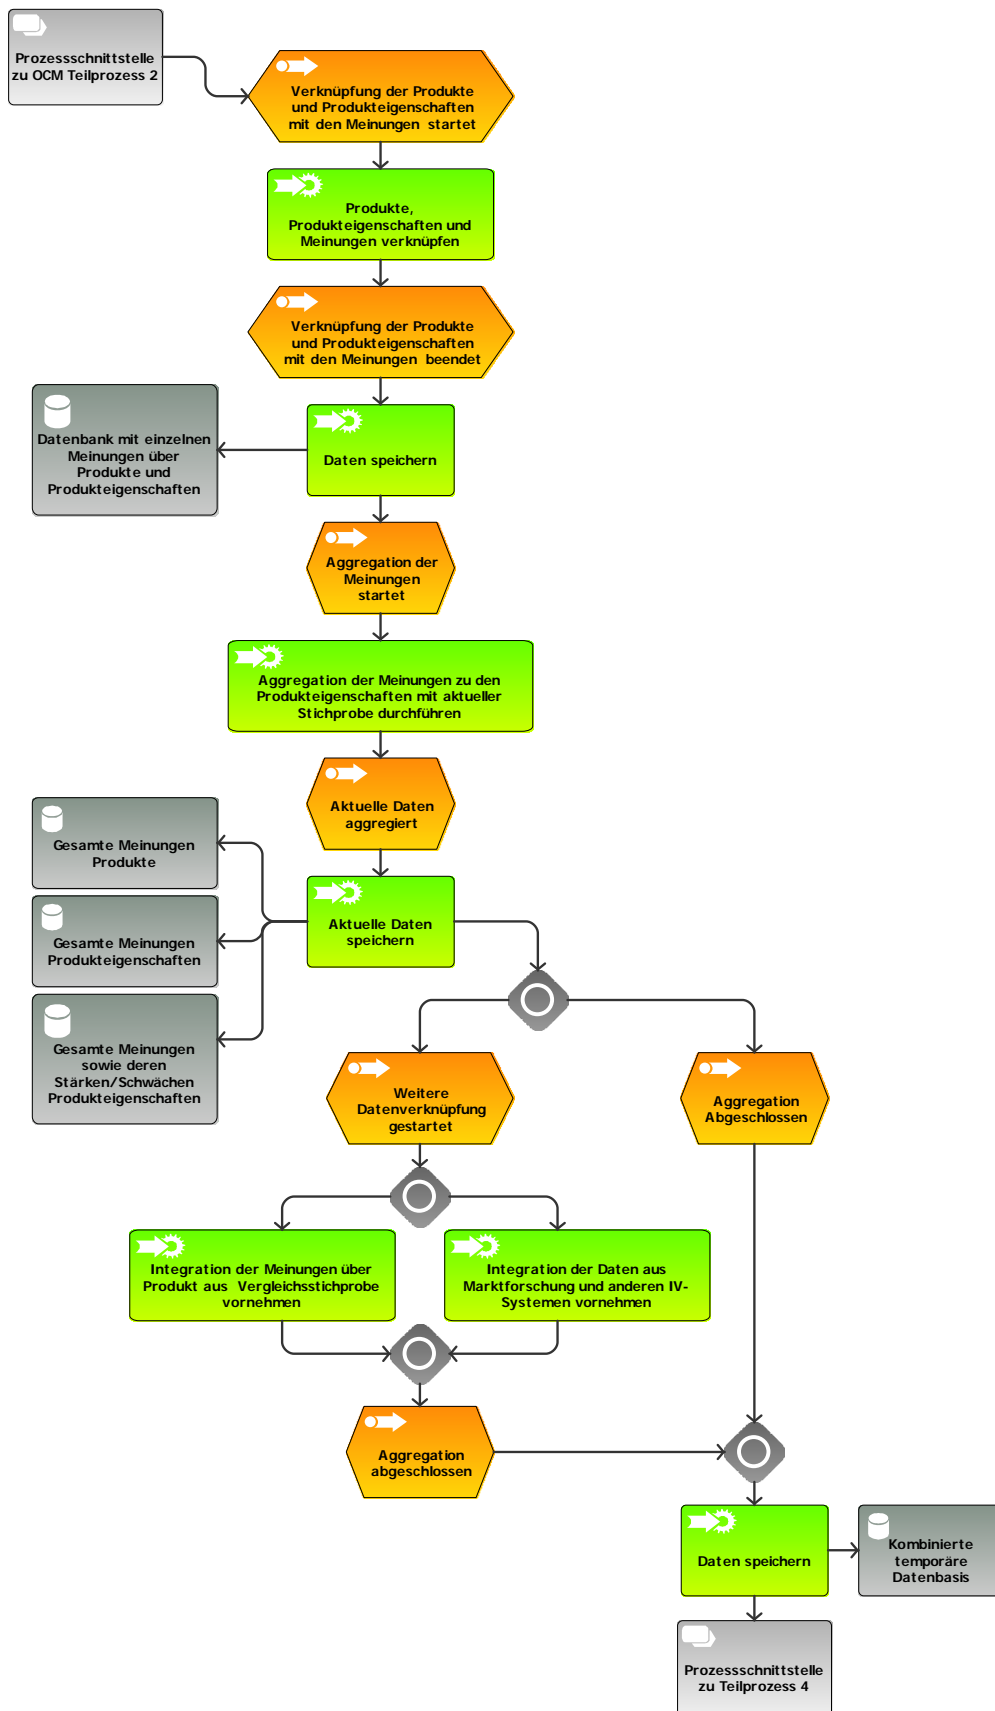 Prozessschnittstelle
zu OCM Teilprozess 2
Verknüpfung der Produkte
und Produkteigenschaften
mit den Meinungen startet
Produkte,
Produkteigenschaften und
Meinungen verknüpfen
Verknüpfung der Produkte
und Produkteigenschaften
mit den Meinungen beendet
Datenbank mit einzelnen
Meinungen über
Produkte und
Produkteigenschaften
Daten speichern
Aggregation der
Meinungen
startet
Aggregation der Meinungen zu den
Produkteigenschaften mit aktueller
Stichprobe durchführen
Aktuelle Daten
aggregiert
Gesamte Meinungen
Produkte
Aktuelle Daten
speichern
Gesamte Meinungen
Produkteigenschaften
Gesamte Meinungen
sowie deren
Stärken/Schwächen
Produkteigenschaften
Weitere
Datenverknüpfung
gestartet
Aggregation
Abgeschlossen
Integration der Meinungen über
Produkt aus Vergleichsstichprobe
vornehmen
Integration der Daten aus
Marktforschung und anderen IV-
Systemen vornehmen
Aggregation
abgeschlossen
Daten speichern
Kombinierte
temporäre
Datenbasis
Prozessschnittstelle
zu Teilprozess 4